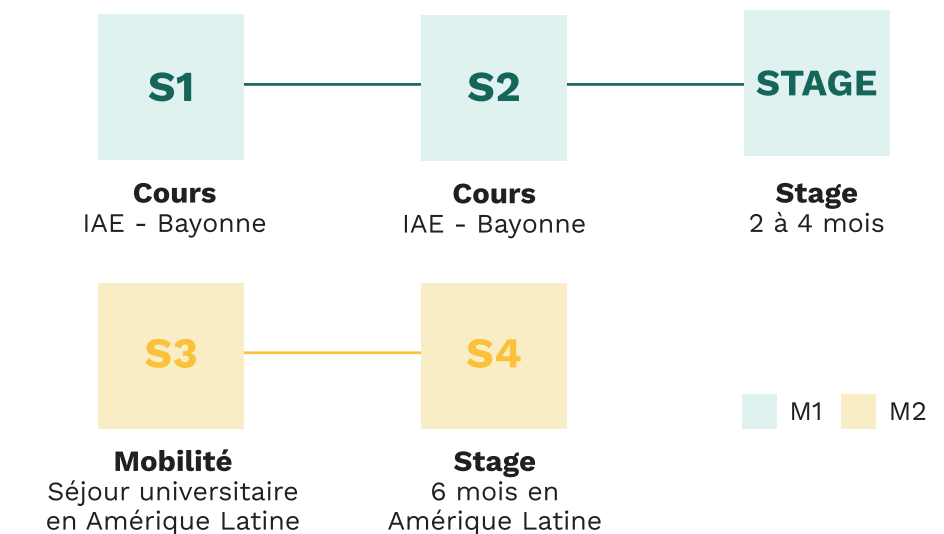 S1
S2
STAGE
Cours
IAE - Bayonne
Cours
IAE - Bayonne
Stage
2 à 4 mois
S3
S4
M1
M2
Mobilité
Séjour universitaire
en Amérique Latine
Stage
6 mois en
Amérique Latine